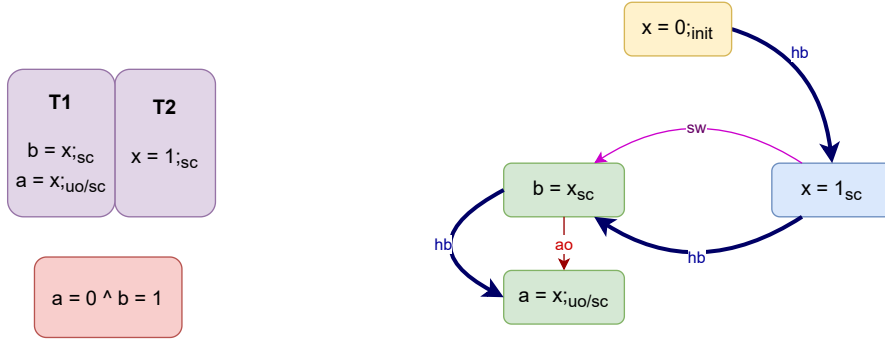 x = 0;init
hb
T1
T2
sw
b = x;sc
x = 1;sc
a = x;uo/sc
b = xsc
x = 1sc
hb
ao
hb
a = 0 ^ b = 1
a = x;uo/sc